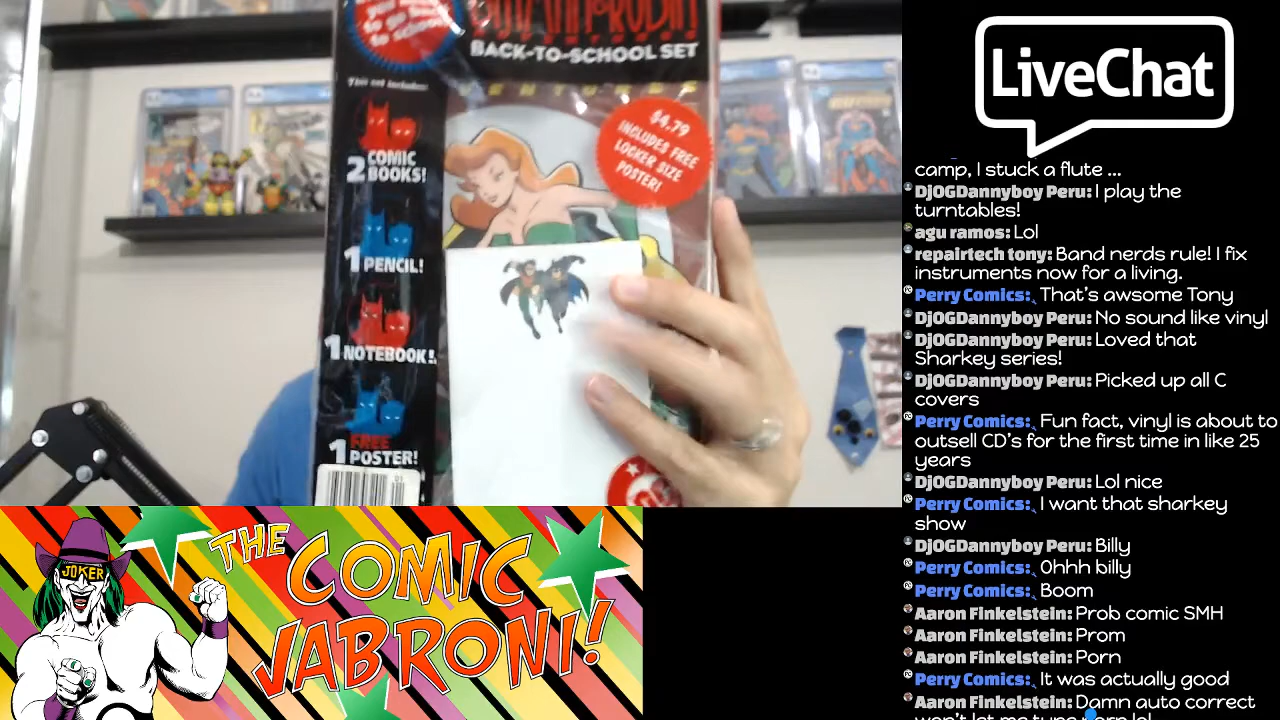 BACK-TO-SCHOOL SET
This set includes:
2 COMIC BOOKS!
1 PENCIL!
1 NOTEBOOK!
1 FREE POSTER!
$4.79
INCLUDES FREE
LOCKER SIZE
POSTER!
THE
COMIC
JABRONI!
JOKER
LiveChat
camp, I stuck a flute ...
DjOGDannyboy Peru: I play the
turntables!
agu ramos: Lol
repairtech tony: Band nerds rule! I fix
instruments now for a living.
Perry Comics: That's awsome Tony
DjOGDannyboy Peru: No sound like vinyl
DjOGDannyboy Peru: Loved that
Sharkey series!
DjOGDannyboy Peru: Picked up all C
covers
Perry Comics: Fun fact, vinyl is about to
outsell CD's for the first time in like 25
years
DjOGDannyboy Peru: Lol nice
Perry Comics: I want that sharkey
show
DjOGDannyboy Peru: Billy
Perry Comics: Ohhh billy
Perry Comics: Boom
Aaron Finkelstein: Prob comic SMH
Aaron Finkelstein: Prom
Aaron Finkelstein: Porn
Perry Comics: It was actually good
Aaron Finkelstein: Damn auto correct
won't let me type porn lol